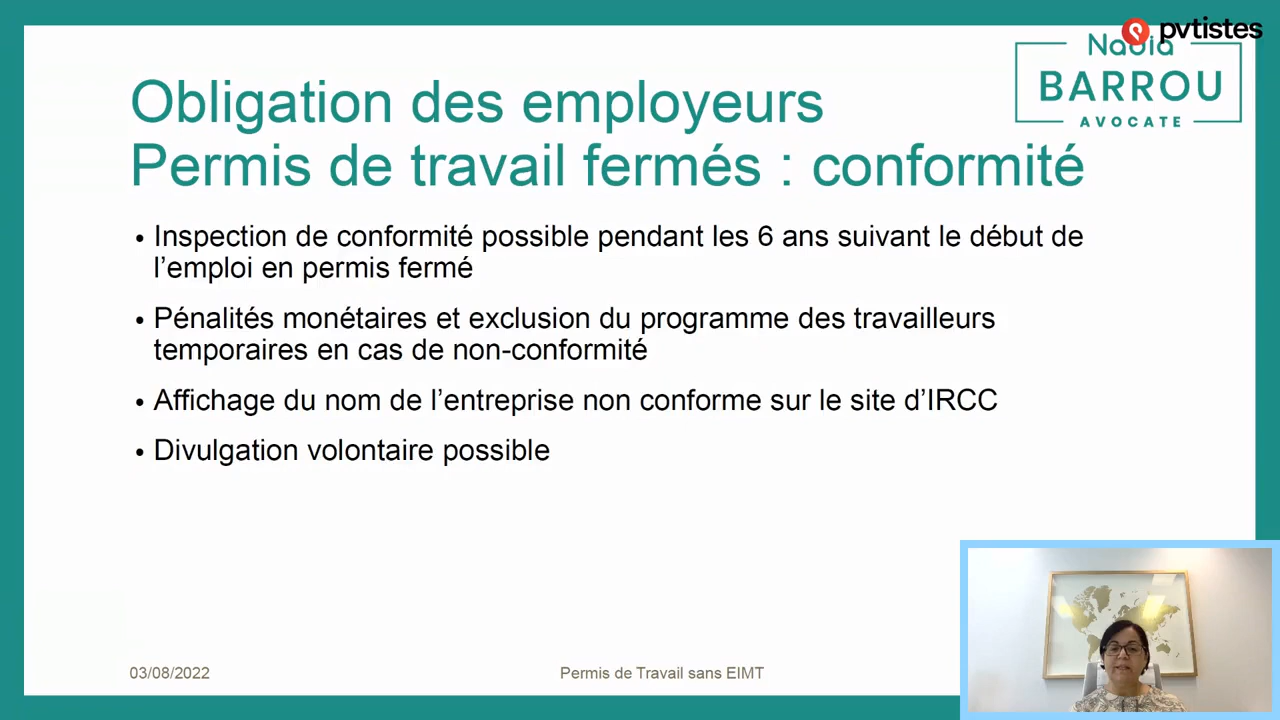 pvtistes
Nadia
BARROU
AVOCATE
Obligation des employeurs
Permis de travail fermés : conformité
• Inspection de conformité possible pendant les 6 ans suivant le début de
l’emploi en permis fermé
• Pénalités monétaires et exclusion du programme des travailleurs
temporaires en cas de non-conformité
• Affichage du nom de l’entreprise non conforme sur le site d’IRCC
• Divulgation volontaire possible
03/08/2022
Permis de Travail sans EIMT